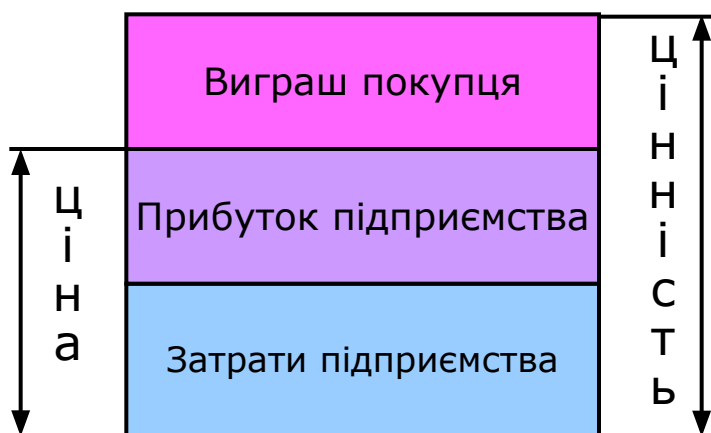 Виграш покупця
Прибуток підприємства
Затрати підприємства
ціна
цінність